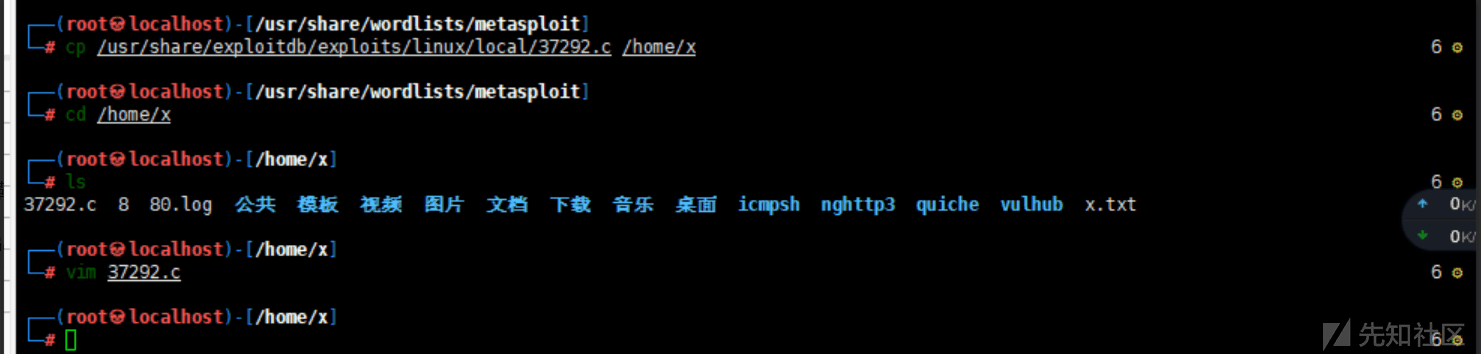 (root㉿localhost)-[/usr/share/wordlists/metasploit]
# cp /usr/share/exploitdb/exploits/linux/local/37292.c /home/x 6
(root㉿localhost)-[/usr/share/wordlists/metasploit]
# cd /home/x 6
(root㉿localhost)-[/home/x]
# ls 6
37292.c 8 80.log 公共 模板 视频 图片 文档 下载 音乐 桌面 icmpsh nghttp3 quiche vulhub x.txt
↑ 0K/
↓ 0K/
(root㉿localhost)-[/home/x]
# vim 37292.c 6
(root㉿localhost)-[/home/x]
# 6
先知社区